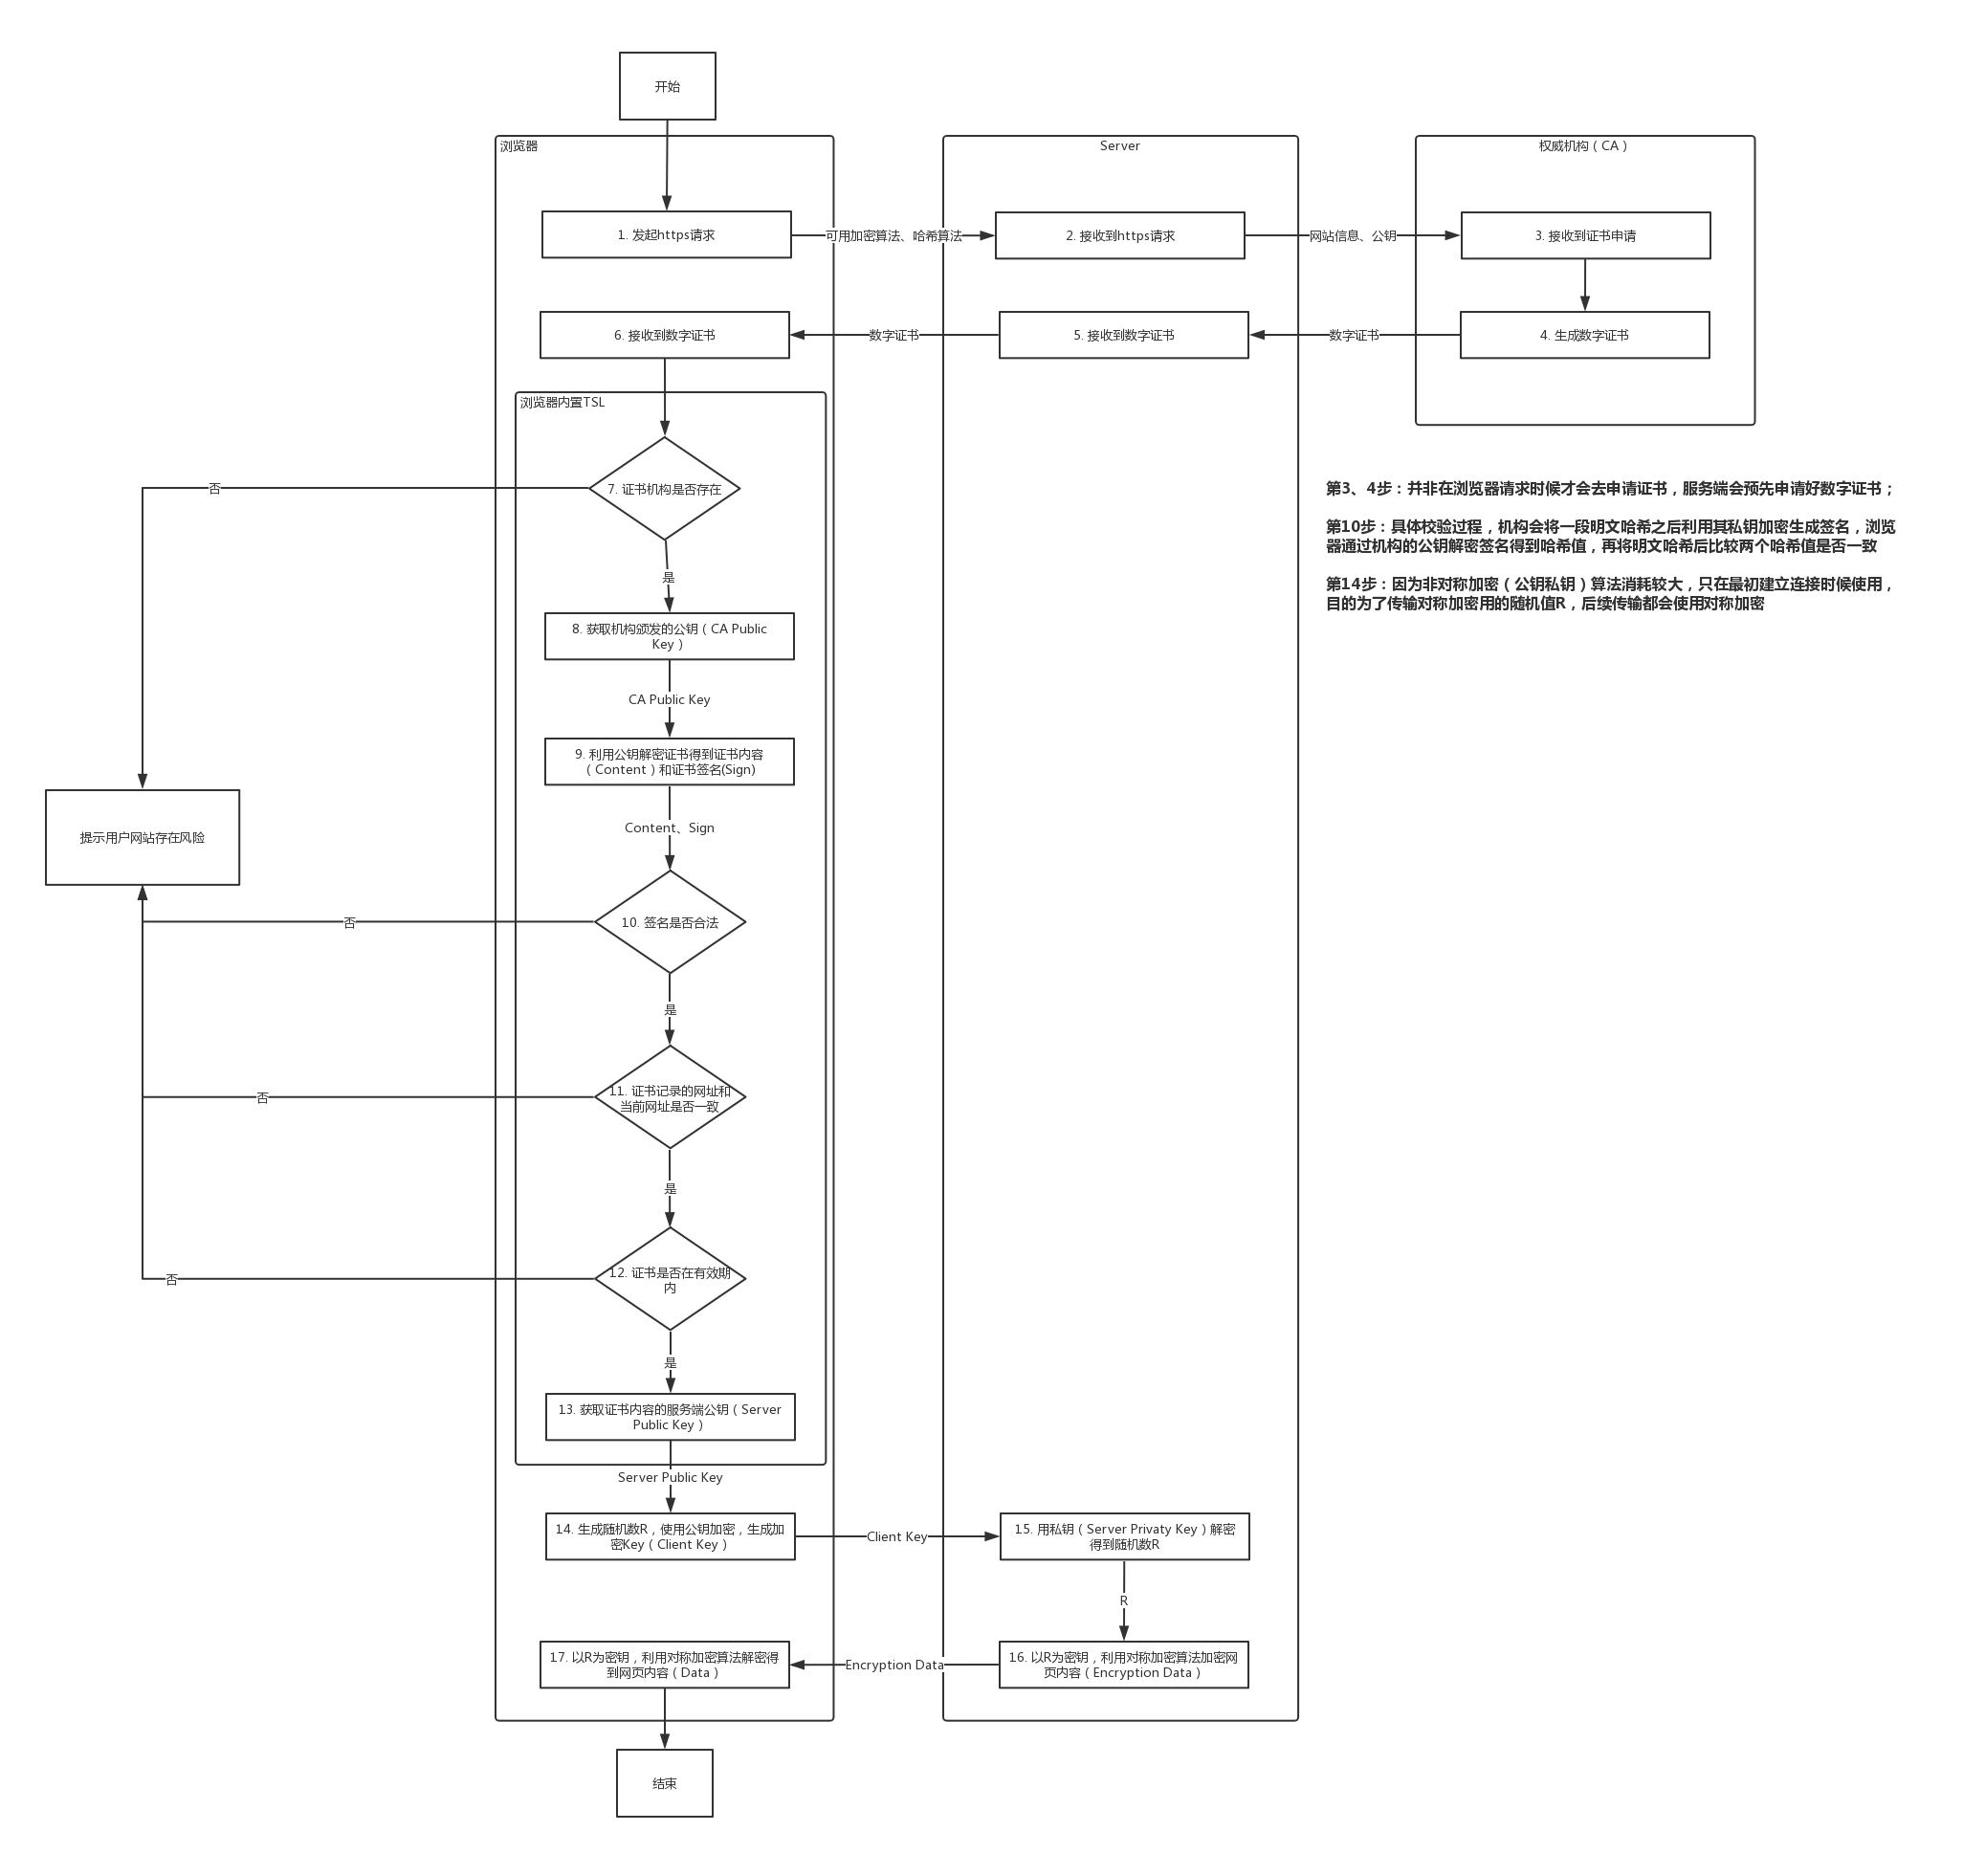 开始
浏览器
Server
权威机构（CA）
1. 发起https请求
可用加密算法、哈希算法
2. 接收到https请求
网站信息、公钥
3. 接收到证书申请
6. 接收到数字证书
数字证书
5. 接收到数字证书
数字证书
4. 生成数字证书
浏览器内置TSL
7. 证书机构是否存在
否
是
第3、4步：并非在浏览器请求时候才会去申请证书，服务端会预先申请好数字证书；
第10步：具体校验过程，机构会将一段明文哈希之后利用其私钥加密生成签名，浏览
器通过机构的公钥解密签名得到哈希值，再将明文哈希后比较两个哈希值是否一致
第14步：因为非对称加密（公钥私钥）算法消耗较大，只在最初建立连接时候使用，
目的为了传输对称加密用的随机值R，后续传输都会使用对称加密
8. 获取机构颁发的公钥（CA Public
Key）
CA Public Key
9. 利用公钥解密证书得到证书内容
（Content）和证书签名(Sign)
提示用户网站存在风险
Content、Sign
10. 签名是否合法
否
是
11. 证书记录的网址和
当前网址是否一致
否
是
12. 证书是否在有效期
内
否
是
13. 获取证书内容的服务端公钥（Server
Public Key）
Server Public Key
14. 生成随机数R，使用公钥加密，生成加
密Key（Client Key）
Client Key
15. 用私钥（Server Privaty Key）解密
得到随机数R
R
17. 以R为密钥，利用对称加密算法解密得
到网页内容（Data）
Encryption Data
16. 以R为密钥，利用对称加密算法加密网
页内容（Encryption Data）
结束